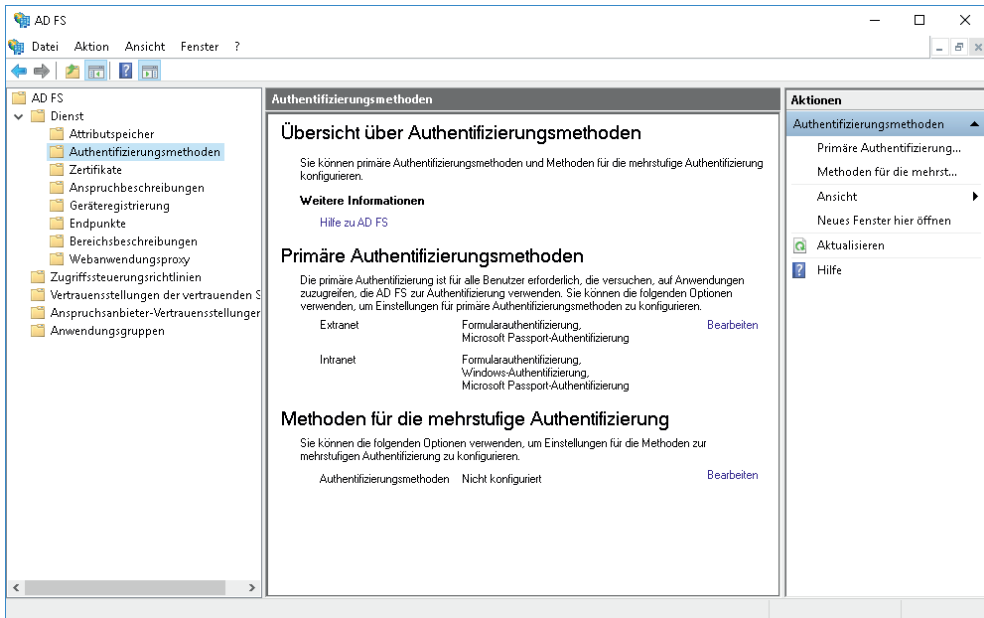 AD FS
Datei Aktion Ansicht Fenster ?
AD FS
Dienst
Attributspeicher
Authentifizierungsmethoden
Zertifikate
Anspruchbeschreibungen
Geräteregistrierung
Endpunkte
Bereichsbeschreibungen
Webanwendungsproxy
Zugriffssteuerungsrichtlinien
Vertrauensstellungen der vertrauenden S
Anspruchsanbieter-Vertrauensstellunger
Anwendungsgruppen
Authentifizierungsmethoden
Übersicht über Authentifizierungsmethoden
Sie können primäre Authentifizierungsmethoden und Methoden für die mehrstufige Authentifizierung
konfigurieren.
Weitere Informationen
Hilfe zu AD FS
Primäre Authentifizierungsmethoden
Die primäre Authentifizierung ist für alle Benutzer erforderlich, die versuchen, auf Anwendungen
zuzugreifen, die AD FS zur Authentifizierung verwenden. Sie können die folgenden Optionen
verwenden, um Einstellungen für primäre Authentifizierungsmethoden zu konfigurieren.
Extranet Formularauthentifizierung, Bearbeiten
Microsoft Passport-Authentifizierung
Intranet Formularauthentifizierung,
Windows-Authentifizierung,
Microsoft Passport-Authentifizierung
Methoden für die mehrstufige Authentifizierung
Sie können die folgenden Optionen verwenden, um Einstellungen für die Methoden zur
mehrstufigen Authentifizierung zu konfigurieren.
Authentifizierungsmethoden Nicht konfiguriert Bearbeiten
Aktionen
Authentifizierungsmethoden
Primäre Authentifizierung...
Methoden für die mehrst...
Ansicht
Neues Fenster hier öffnen
Aktualisieren
Hilfe